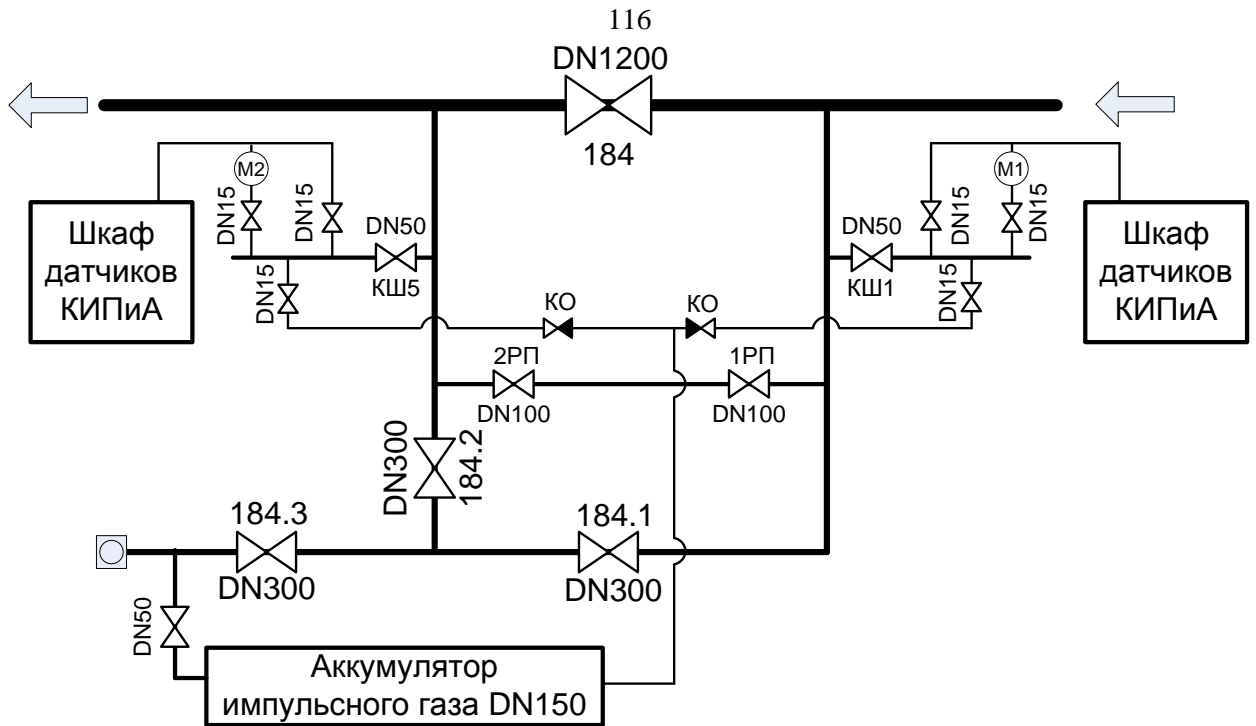 116
DN1200
184
M2
M1
DN15
DN15
DN50
DN50
DN15
DN15
Шкаф
датчиков
КИПиА
КШ5
КШ1
Шкаф
датчиков
КИПиА
DN15
DN15
КО
КО
2РП
1РП
DN100
DN100
DN300
184.2
184.3
184.1
DN300
DN300
DN50
Аккумулятор
импульсного газа DN150